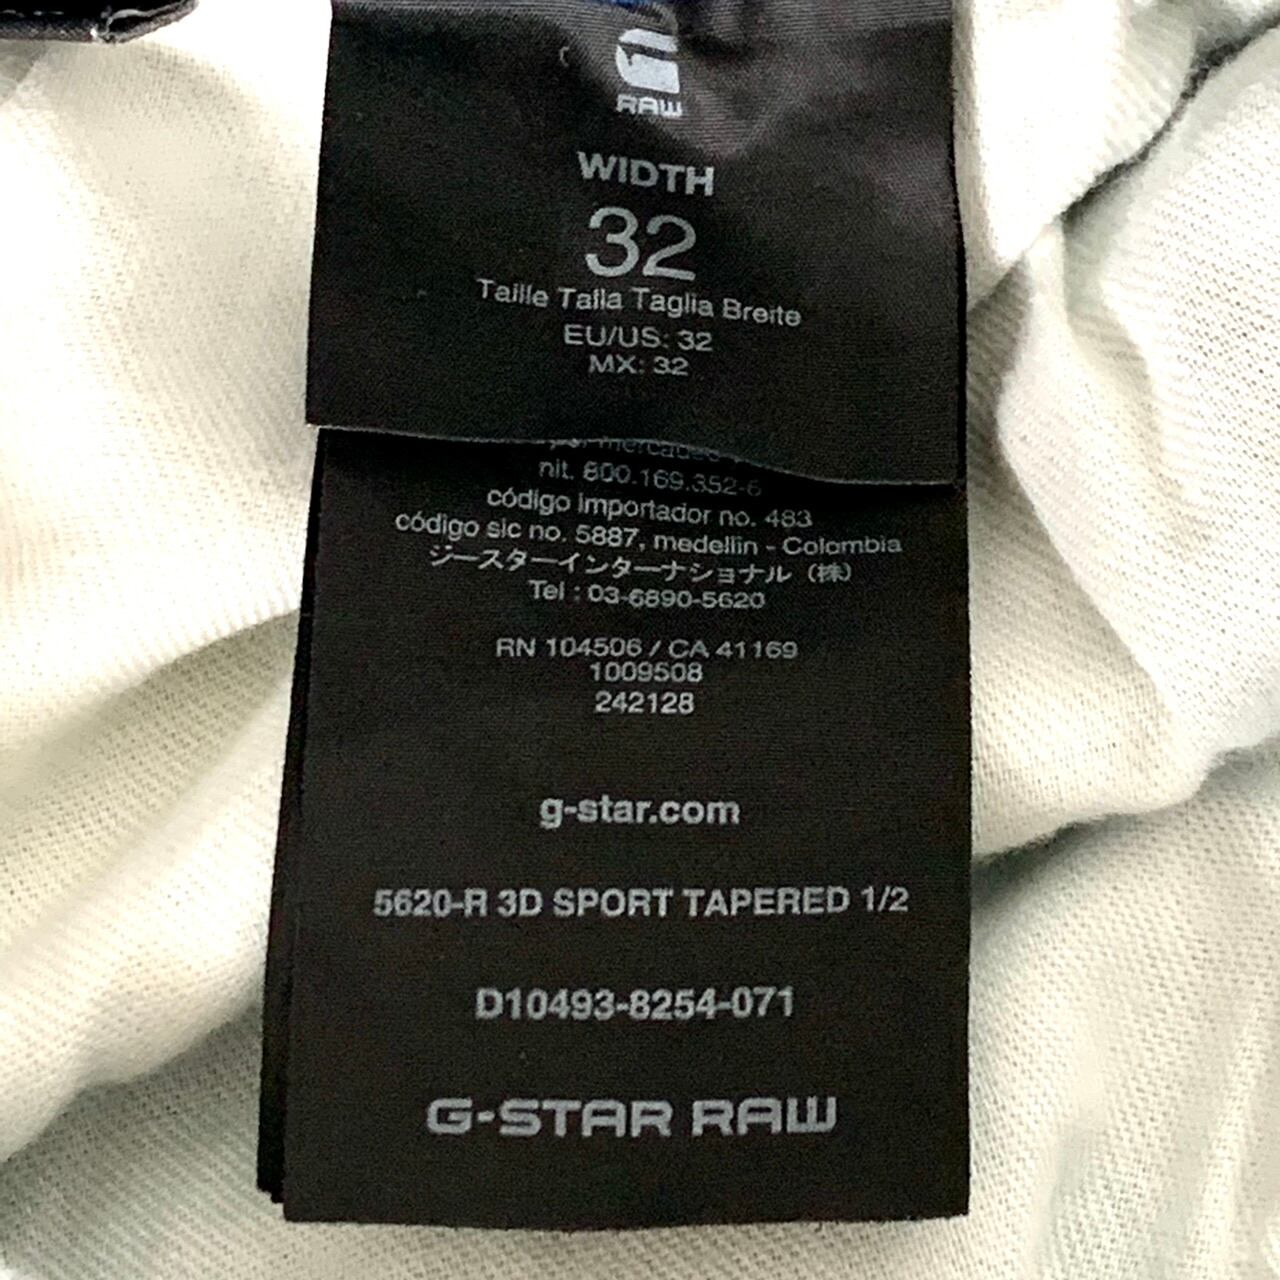 RAW
WIDTH
32
Taille Talla Taglia Breite
EU/US: 32
MX: 32
nit. 800.169.352-6
código importador no. 483
código sic no. 5887, medellin - Colombia
ジースターインターナショナル（株）
Tel : 03-6890-5620
RN 104506 / CA 41169
1009508
242128
g-star.com
5620-R 3D SPORT TAPERED 1/2
D10493-8254-071
G-STAR RAW